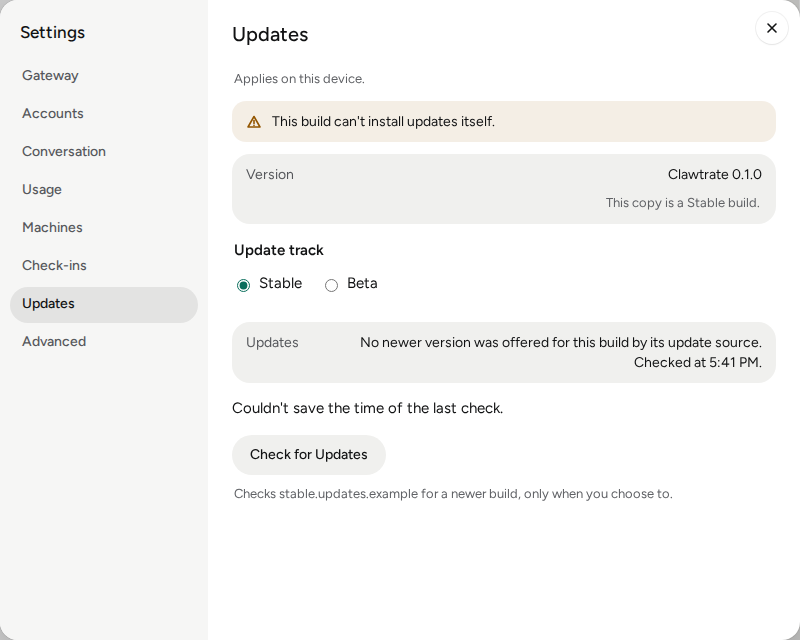 Settings
Gateway
Accounts
Conversation
Usage
Machines
Check-ins
Updates
Advanced
Updates
Applies on this device.
This build can't install updates itself.
Version
Clawtrate 0.1.0
This copy is a Stable build.
Update track
Stable
Beta
Updates
No newer version was offered for this build by its update source.
Checked at 5:41 PM.
Couldn't save the time of the last check.
Check for Updates
Checks stable.updates.example for a newer build, only when you choose to.